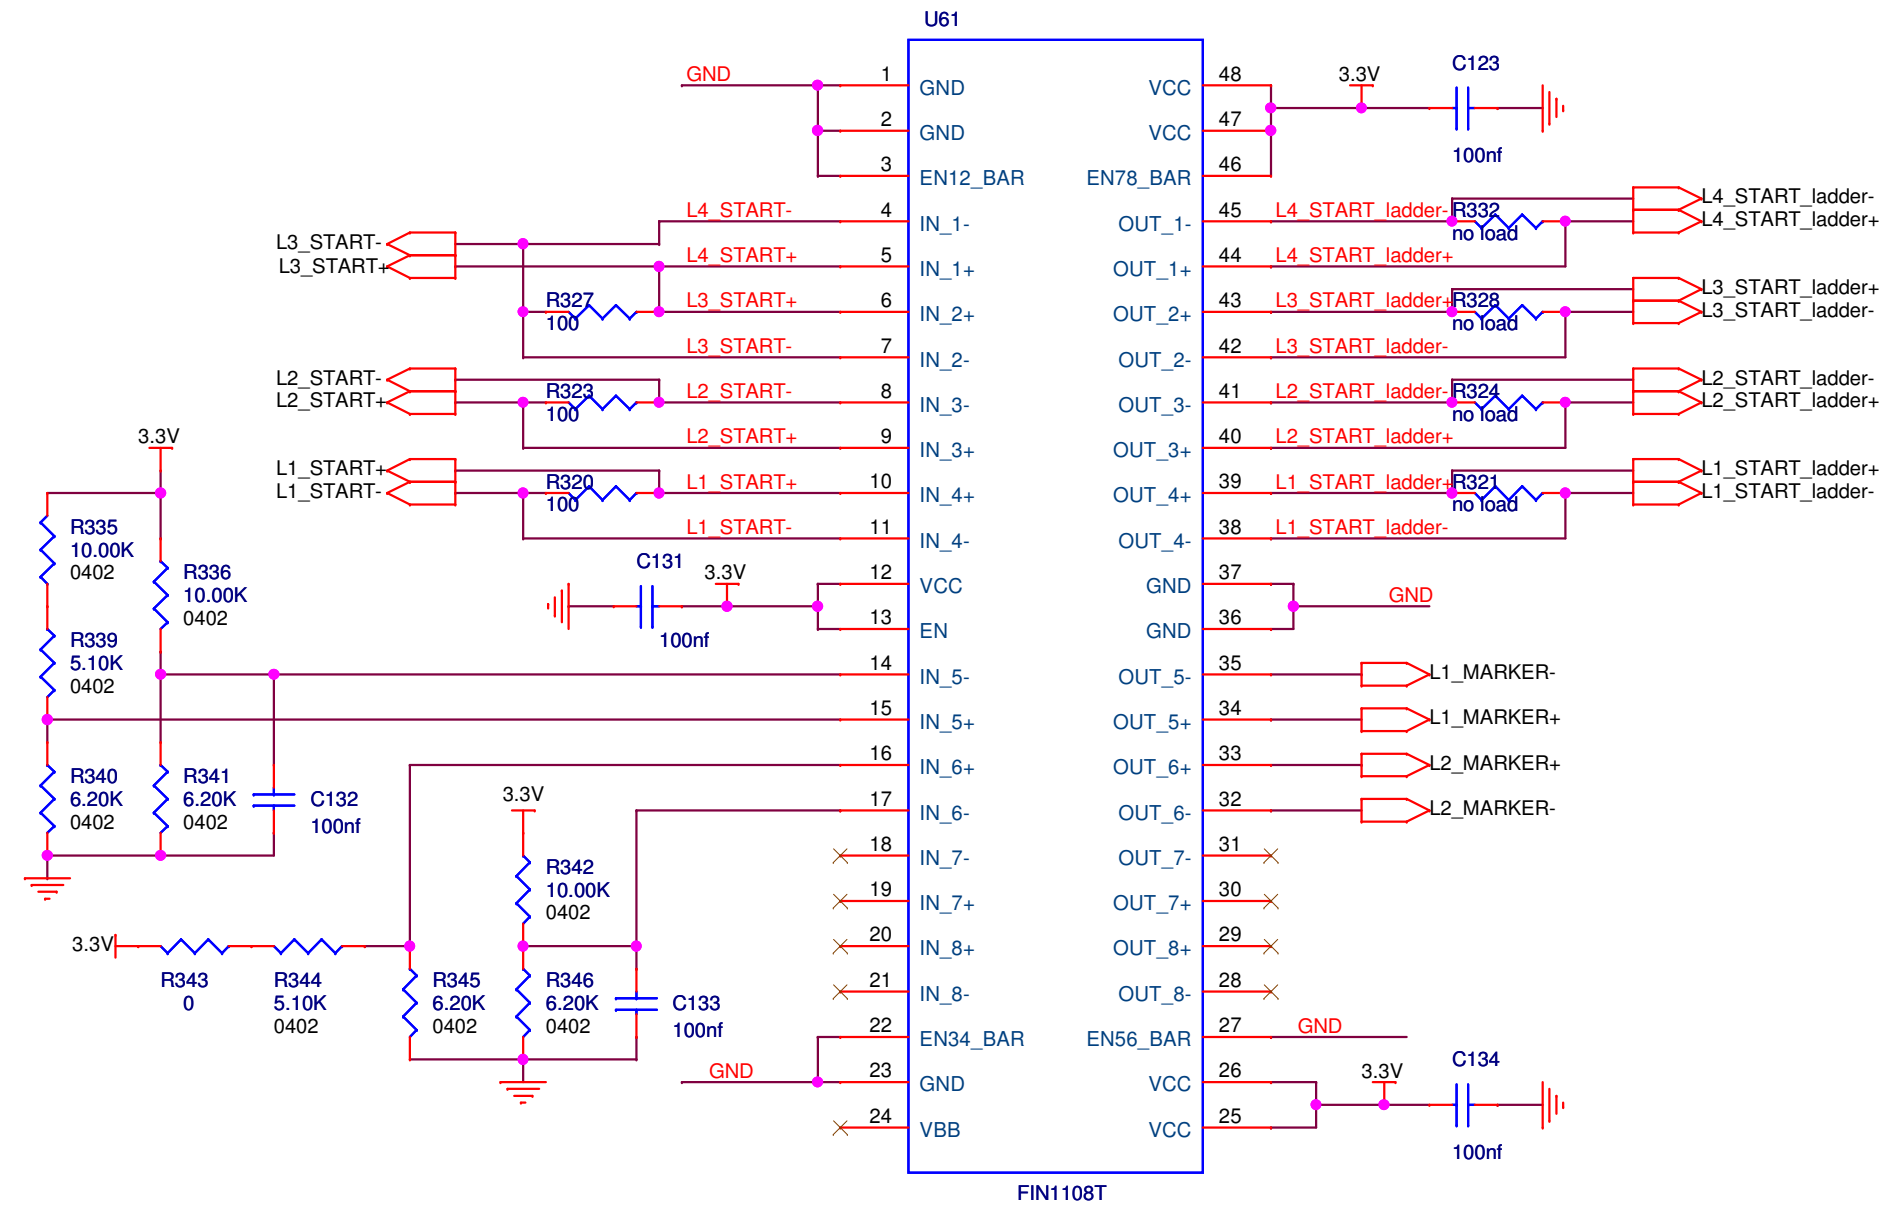 U61
GND
1
GND
2
GND
3
EN12_BAR
L4_START-
4
IN_1-
L3_START-
L4_START+
5
IN_1+
L3_START+
R327
100
L3_START+
6
IN_2+
L3_START-
7
IN_2-
L2_START-
L2_START+
R323
100
L2_START-
8
IN_3-
L2_START+
9
IN_3+
L1_START+
L1_START-
R320
100
L1_START+
10
IN_4+
L1_START-
11
IN_4-
C131
3.3V
100nf
12
VCC
13
EN
14
IN_5-
15
IN_5+
16
IN_6+
17
IN_6-
18
IN_7-
19
IN_7+
20
IN_8+
21
IN_8-
22
EN34_BAR
GND
23
GND
24
VBB
3.3V
R335
10.00K
0402
R336
10.00K
0402
R339
5.10K
0402
R340
6.20K
0402
R341
6.20K
0402
C132
100nf
3.3V
R342
10.00K
0402
3.3V
R343
0
R344
5.10K
0402
R345
6.20K
0402
R346
6.20K
0402
C133
100nf
VCC
48
3.3V
C123
100nf
VCC
47
EN78_BAR
46
OUT_1-
45
L4_START_ladder-
R332
no load
L4_START_ladder-
L4_START_ladder+
OUT_1+
44
L4_START_ladder+
OUT_2+
43
L3_START_ladder+
R328
no load
L3_START_ladder+
L3_START_ladder-
OUT_2-
42
L3_START_ladder-
OUT_3-
41
L2_START_ladder-
R324
no load
L2_START_ladder-
L2_START_ladder+
OUT_3+
40
L2_START_ladder+
OUT_4+
39
L1_START_ladder+
R321
no load
L1_START_ladder+
L1_START_ladder-
OUT_4-
38
L1_START_ladder-
GND
37
GND
GND
36
OUT_5-
35
L1_MARKER-
OUT_5+
34
L1_MARKER+
OUT_6+
33
L2_MARKER+
OUT_6-
32
L2_MARKER-
OUT_7-
31
OUT_7+
30
OUT_8+
29
OUT_8-
28
EN56_BAR
27
GND
VCC
26
3.3V
C134
100nf
VCC
25
FIN1108T